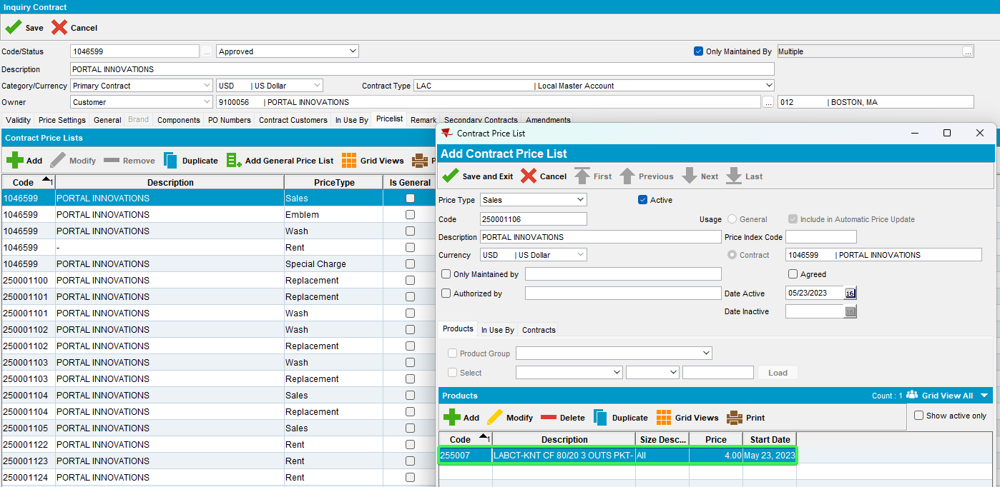 Inquiry Contract
Save Cancel
Code/Status 1046599 ... Approved Only Maintained By Multiple ...
Description PORTAL INNOVATIONS
Category/Currency Primary Contract USD | US Dollar Contract Type LAC | Local Master Account
Owner Customer 9100056 | PORTAL INNOVATIONS ... 012 | BOSTON, MA
Validity Price Settings General Brand Components PO Numbers Contract Customers In Use By Pricelist Remark Secondary Contracts Amendments
Contract Price Lists
Add Modify Remove Duplicate Add General Price List Grid Views
Code 1 Description PriceType Is General
1046599 PORTAL INNOVATIONS Sales
1046599 PORTAL INNOVATIONS Emblem
1046599 PORTAL INNOVATIONS Wash
1046599 - Rent
1046599 PORTAL INNOVATIONS Special Charge
250001100 PORTAL INNOVATIONS Replacement
250001101 PORTAL INNOVATIONS Replacement
250001101 PORTAL INNOVATIONS Wash
250001102 PORTAL INNOVATIONS Wash
250001102 PORTAL INNOVATIONS Replacement
250001103 PORTAL INNOVATIONS Wash
250001103 PORTAL INNOVATIONS Replacement
250001104 PORTAL INNOVATIONS Sales
250001104 PORTAL INNOVATIONS Replacement
250001105 PORTAL INNOVATIONS Sales
250001122 PORTAL INNOVATIONS Rent
250001123 PORTAL INNOVATIONS Rent
250001124 PORTAL INNOVATIONS Rent
Contract Price List
Add Contract Price List
Save and Exit Cancel First Previous Next Last
Price Type Sales Active
Code 250001106 Usage General Include in Automatic Price Update
Description PORTAL INNOVATIONS Price Index Code
Currency USD | US Dollar Contract 1046599 | PORTAL INNOVATIONS
Only Maintained by Agreed
Authorized by Date Active 05/23/2023 16
Date Inactive 16
Products In Use By Contracts
Product Group
Select Load
Products Count : 1 Grid View All
Add Modify Delete Duplicate Grid Views Print Show active only
Code 1 Description Size Desc... Price Start Date
255007 LABCT-KNT CF 80/20 3 OUTS PKT- All 4.00 May 23, 2023